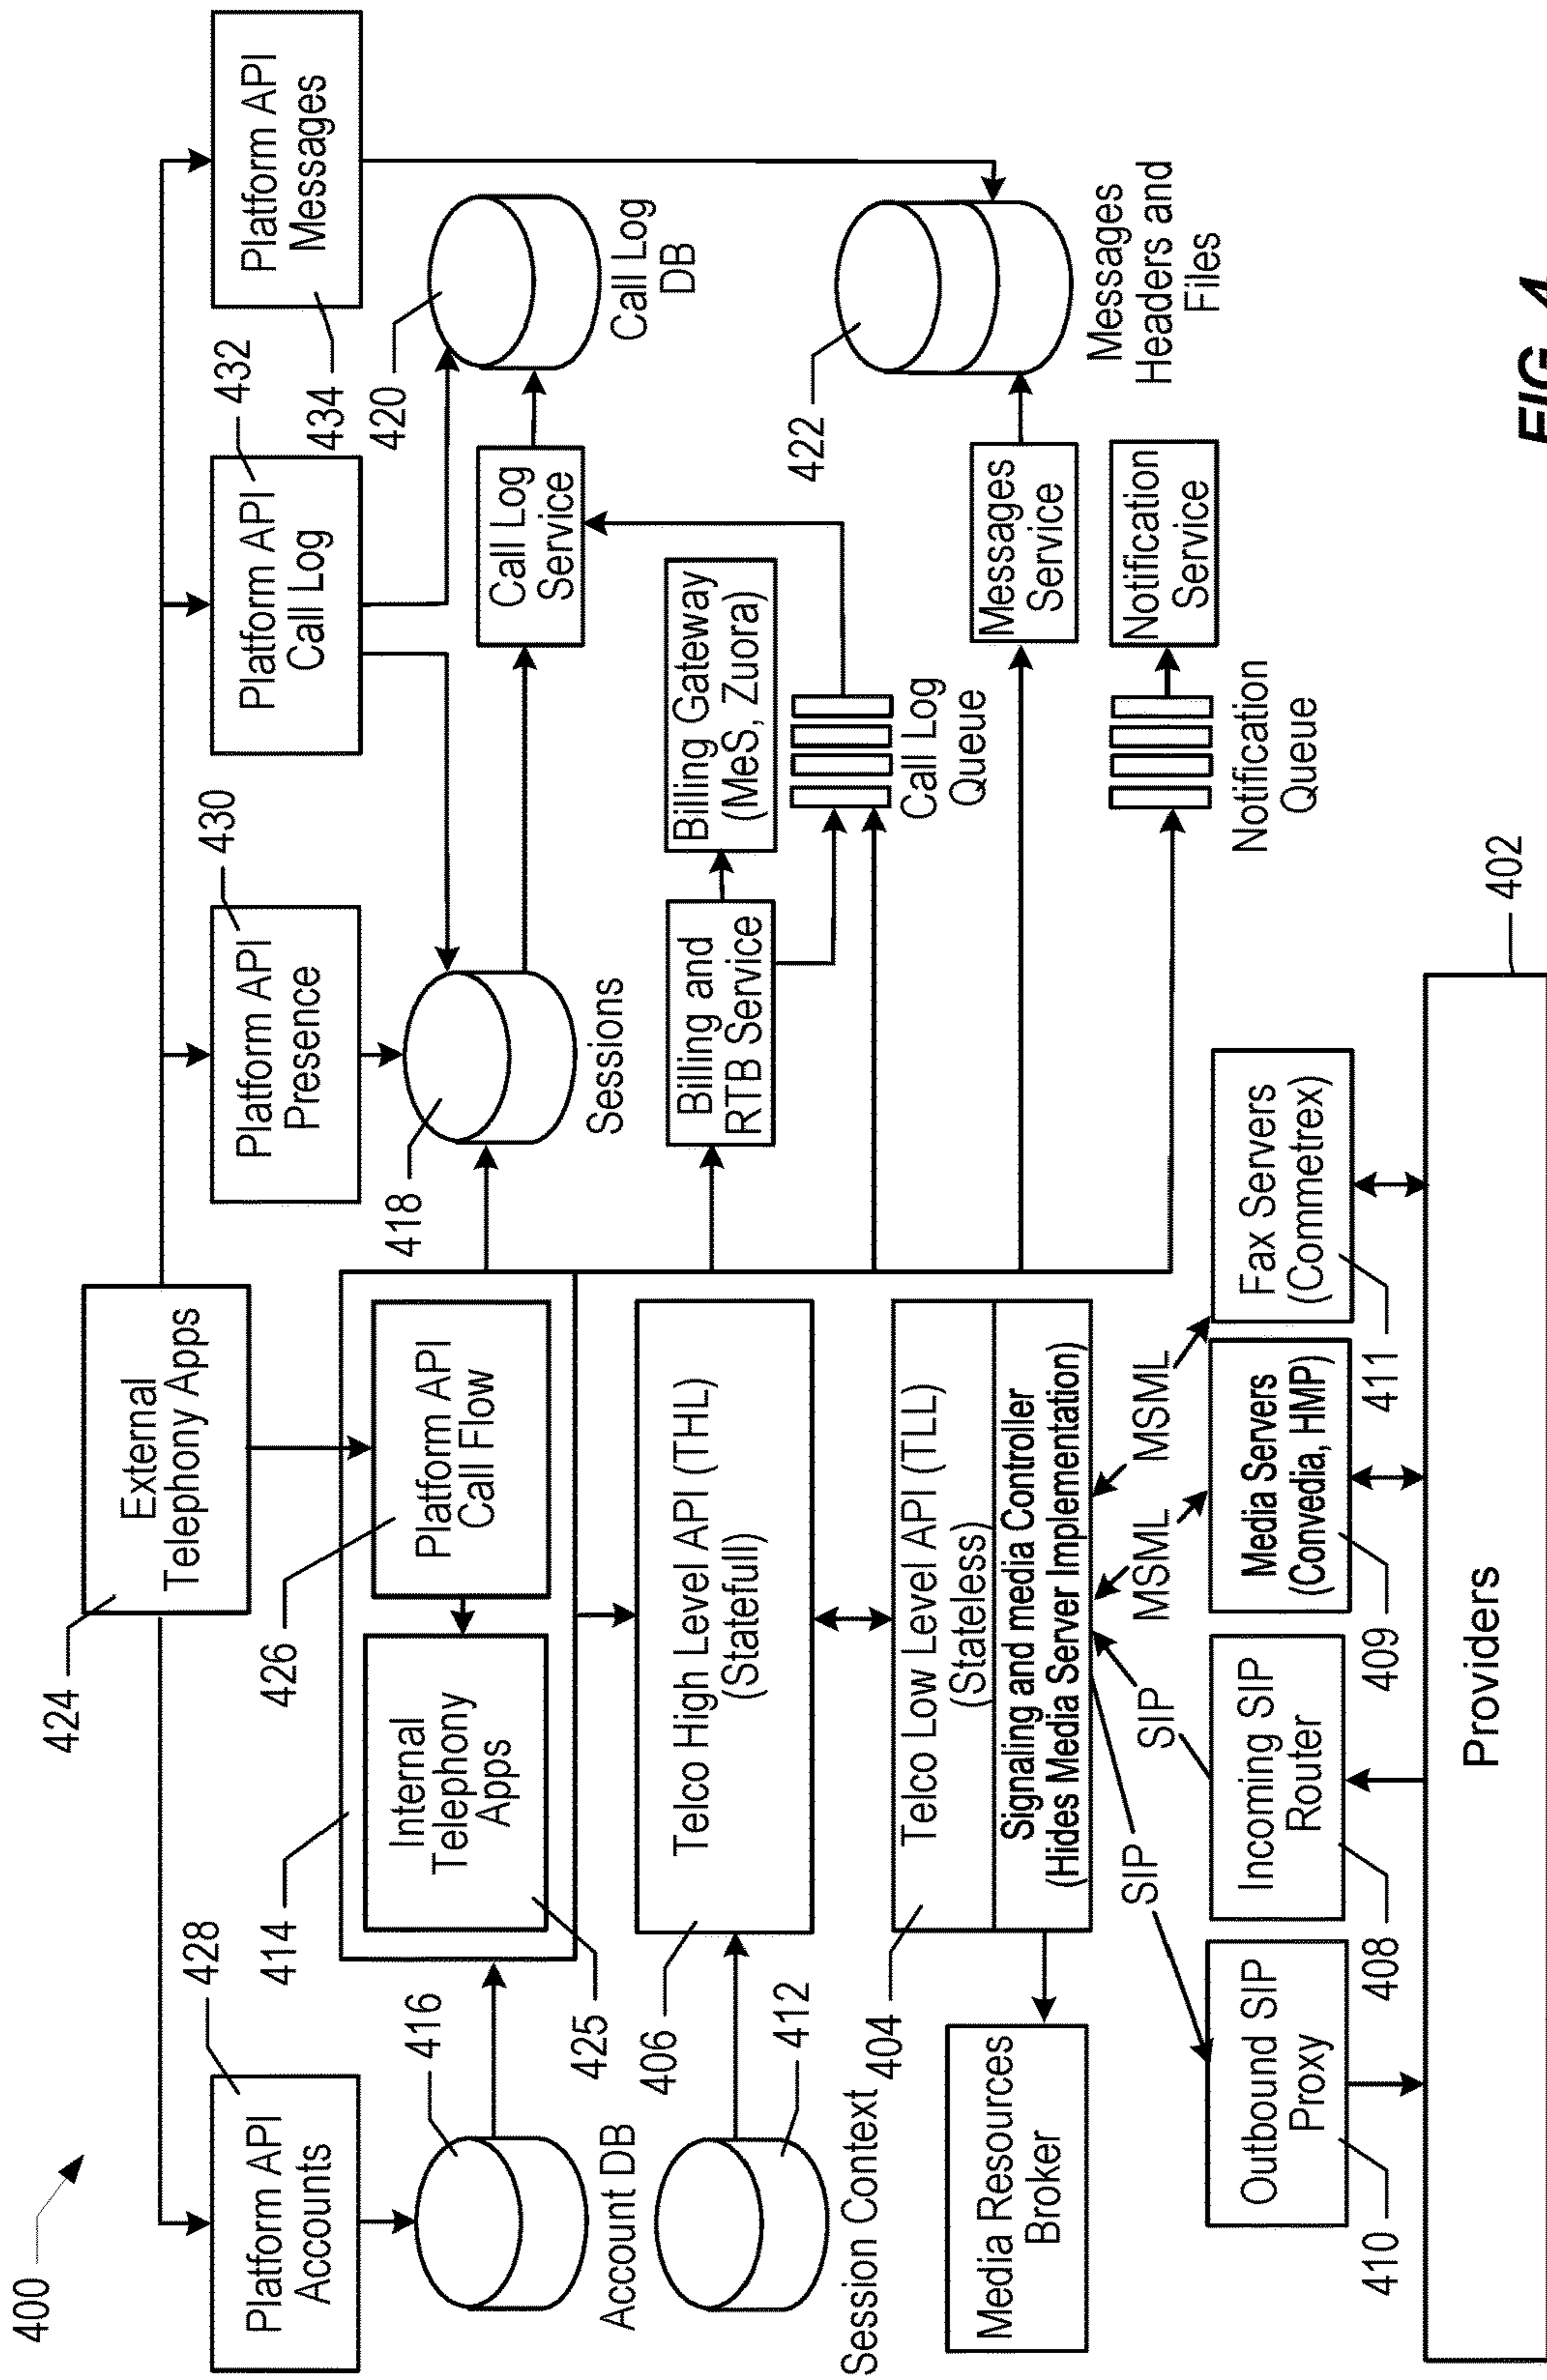 400
424
External
Telephony Apps
428
Platform API
Accounts
430
Platform API
Presence
432
Platform API
Call Log
434
Platform API
Messages
414
426
Internal
Telephony
Apps
425
Platform API
Call Flow
416
Account DB
418
Sessions
Call Log
Service
420
Call Log
DB
406
Telco High Level API (THL)
(Statefull)
412
Session Context
Billing and
RTB Service
Billing Gateway
(MeS, Zuora)
Call Log
Queue
422
Messages
Headers and
Files
404
Telco Low Level API (TLL)
(Stateless)
Signaling and media Controller
(Hides Media Server Implementation)
Media Resources
Broker
Messages
Service
Notification
Queue
Notification
Service
SIP
SIP
MSML
MSML
410
Outbound SIP
Proxy
408
Incoming SIP
Router
409
Media Servers
(Convedia, HMP)
411
Fax Servers
(Commetrex)
402
Providers